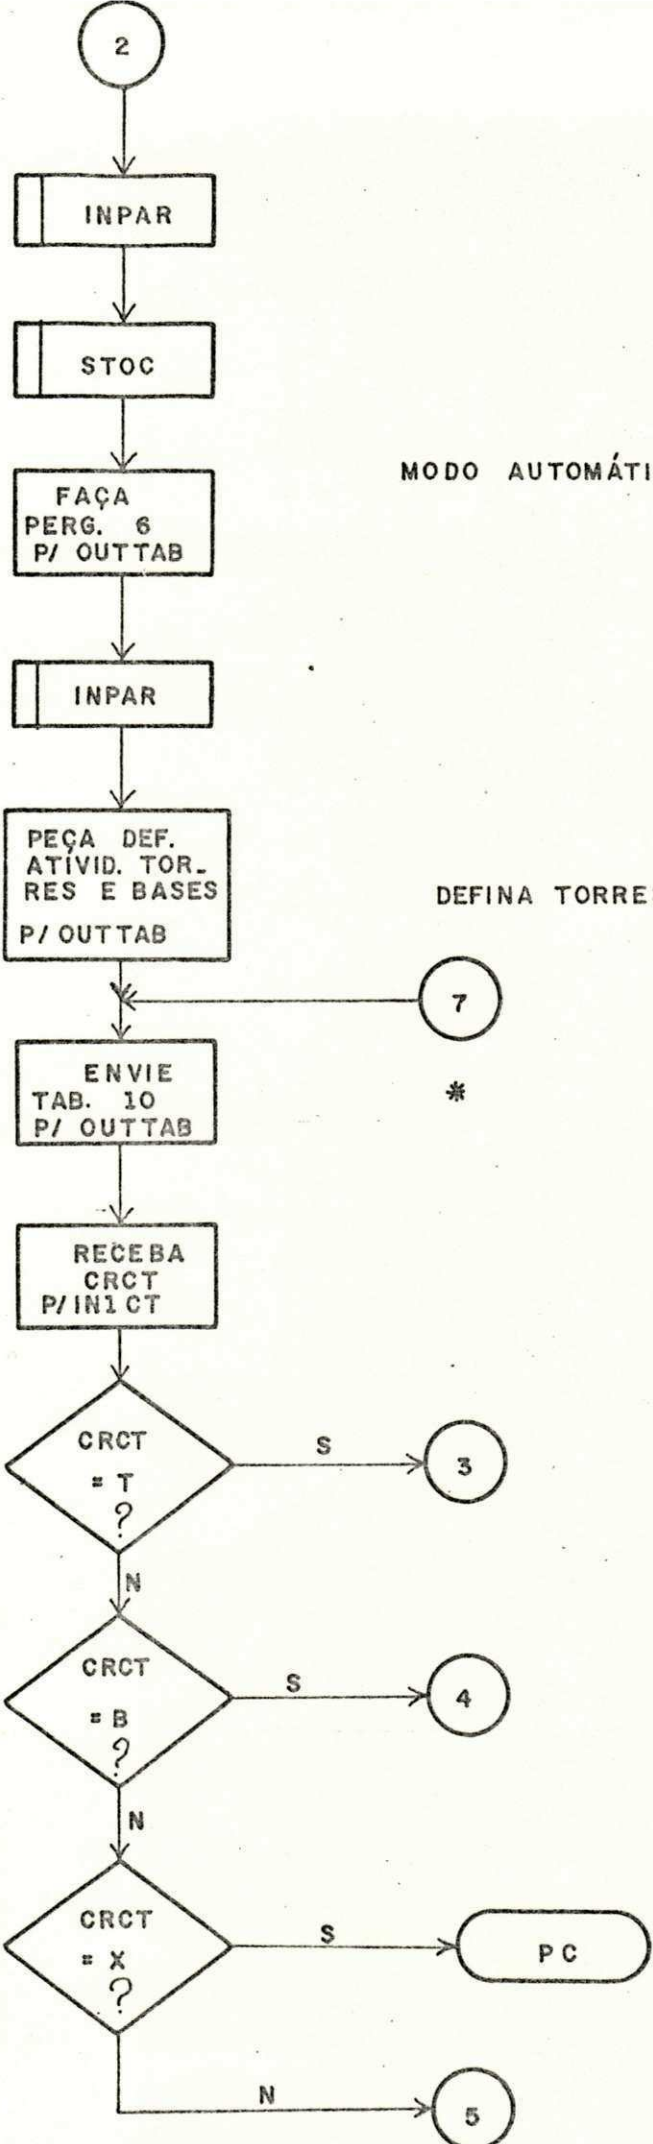 2
INPAR
STOC
FAÇA
PERG. 6
P/ OUTTAB
MODO AUTOMÁTI
INPAR
PEÇA DEF.
ATIVID. TOR-
RES E BASES
P/ OUTTAB
DEFINA TORRE
7
ENVIE
TAB. 10
P/ OUTTAB
*
RECEBA
CRCT
P/IN1CT
CRCT
= T
?
S
3
N
CRCT
= B
?
S
4
N
CRCT
= X
?
S
PC
N
5